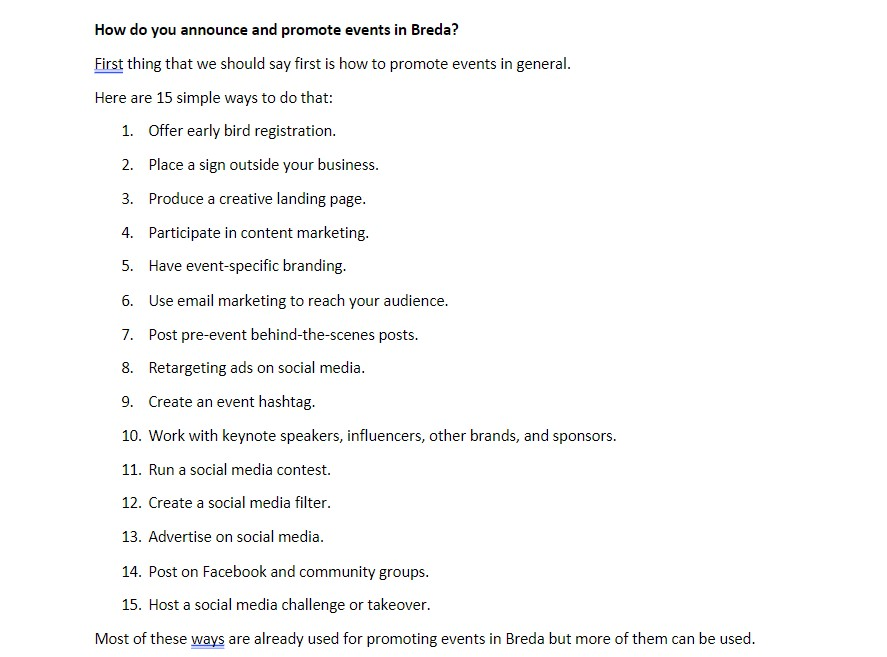 How do you announce and promote events in Breda?
First thing that we should say first is how to promote events in general.
Here are 15 simple ways to do that:
1. Offer early bird registration.
2. Place a sign outside your business.
3. Produce a creative landing page.
4. Participate in content marketing.
5. Have event-specific branding.
6. Use email marketing to reach your audience.
7. Post pre-event behind-the-scenes posts.
8. Retargeting ads on social media.
9. Create an event hashtag.
10. Work with keynote speakers, influencers, other brands, and sponsors.
11. Run a social media contest.
12. Create a social media filter.
13. Advertise on social media.
14. Post on Facebook and community groups.
15. Host a social media challenge or takeover.
Most of these ways are already used for promoting events in Breda but more of them can be used.